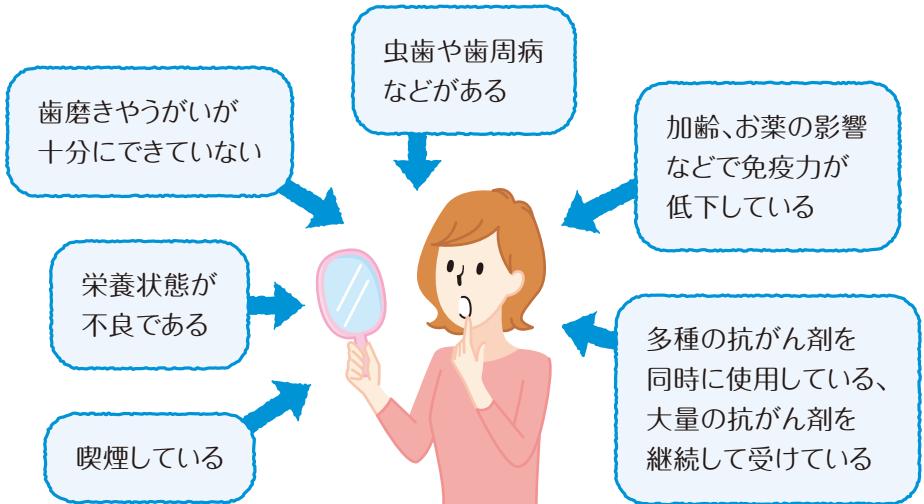 虫歯や歯周病
などがある
歯磨きやうがいが
十分にできていない
加齢、お薬の影響
などで免疫力が
低下している
栄養状態が
不良である
多種の抗がん剤を
同時に使用している、
大量の抗がん剤を
継続して受けている
喫煙している